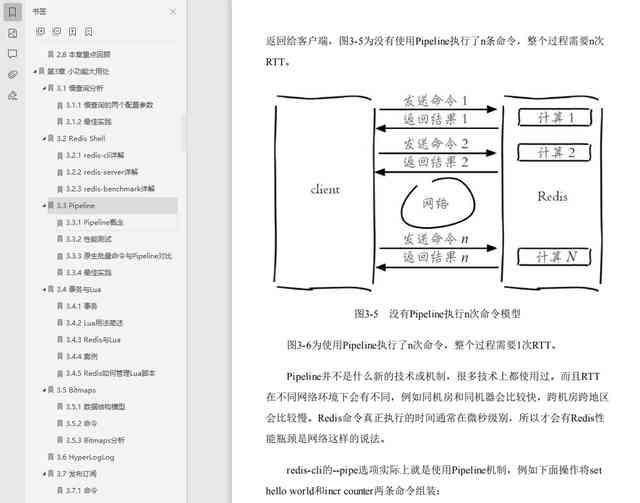 书签
2.8 本章重点回顾
第3章 小功能大用处
3.1 慢查询分析
3.1.1 慢查询的两个配置参数
3.1.2 最佳实践
3.2 Redis Shell
3.2.1 redis-cli详解
3.2.2 redis-server详解
3.2.3 redis-benchmark详解
3.3 Pipeline
3.3.1 Pipeline概念
3.3.2 性能测试
3.3.3 原生批量命令与Pipeline对比
3.3.4 最佳实践
3.4 事务与Lua
3.4.1 事务
3.4.2 Lua用法简述
3.4.3 Redis与Lua
3.4.4 案例
3.4.5 Redis如何管理Lua脚本
3.5 Bitmaps
3.5.1 数据结构模型
3.5.2 命令
3.5.3 Bitmaps分析
3.6 HyperLogLog
3.7 发布订阅
3.7.1 命令
返回给客户端，图3-5为没有使用Pipeline执行了n条命令，整个过程需要n次
RTT。
发送命令 1
返回结果 1
计算 1
发送命令 2
返回结果 2
计算 2
client
网络
Redis
发送命令 n
返回结果 n
计算 N
图3-5 没有Pipeline执行n次命令模型
图3-6为使用Pipeline执行了n次命令，整个过程需要1次RTT。
Pipeline并不是什么新的技术或机制，很多技术上都使用过。而且RTT
在不同网络环境下会有不同，例如同机房和同机器会比较快，跨机房跨地区
会比较慢。Redis命令真正执行的时间通常在微秒级别，所以才会有Redis性
能瓶颈是网络这样的说法。
redis-cli的--pipe选项实际上就是使用Pipeline机制，例如下面操作将set
hello world和incr counter两条命令组装：